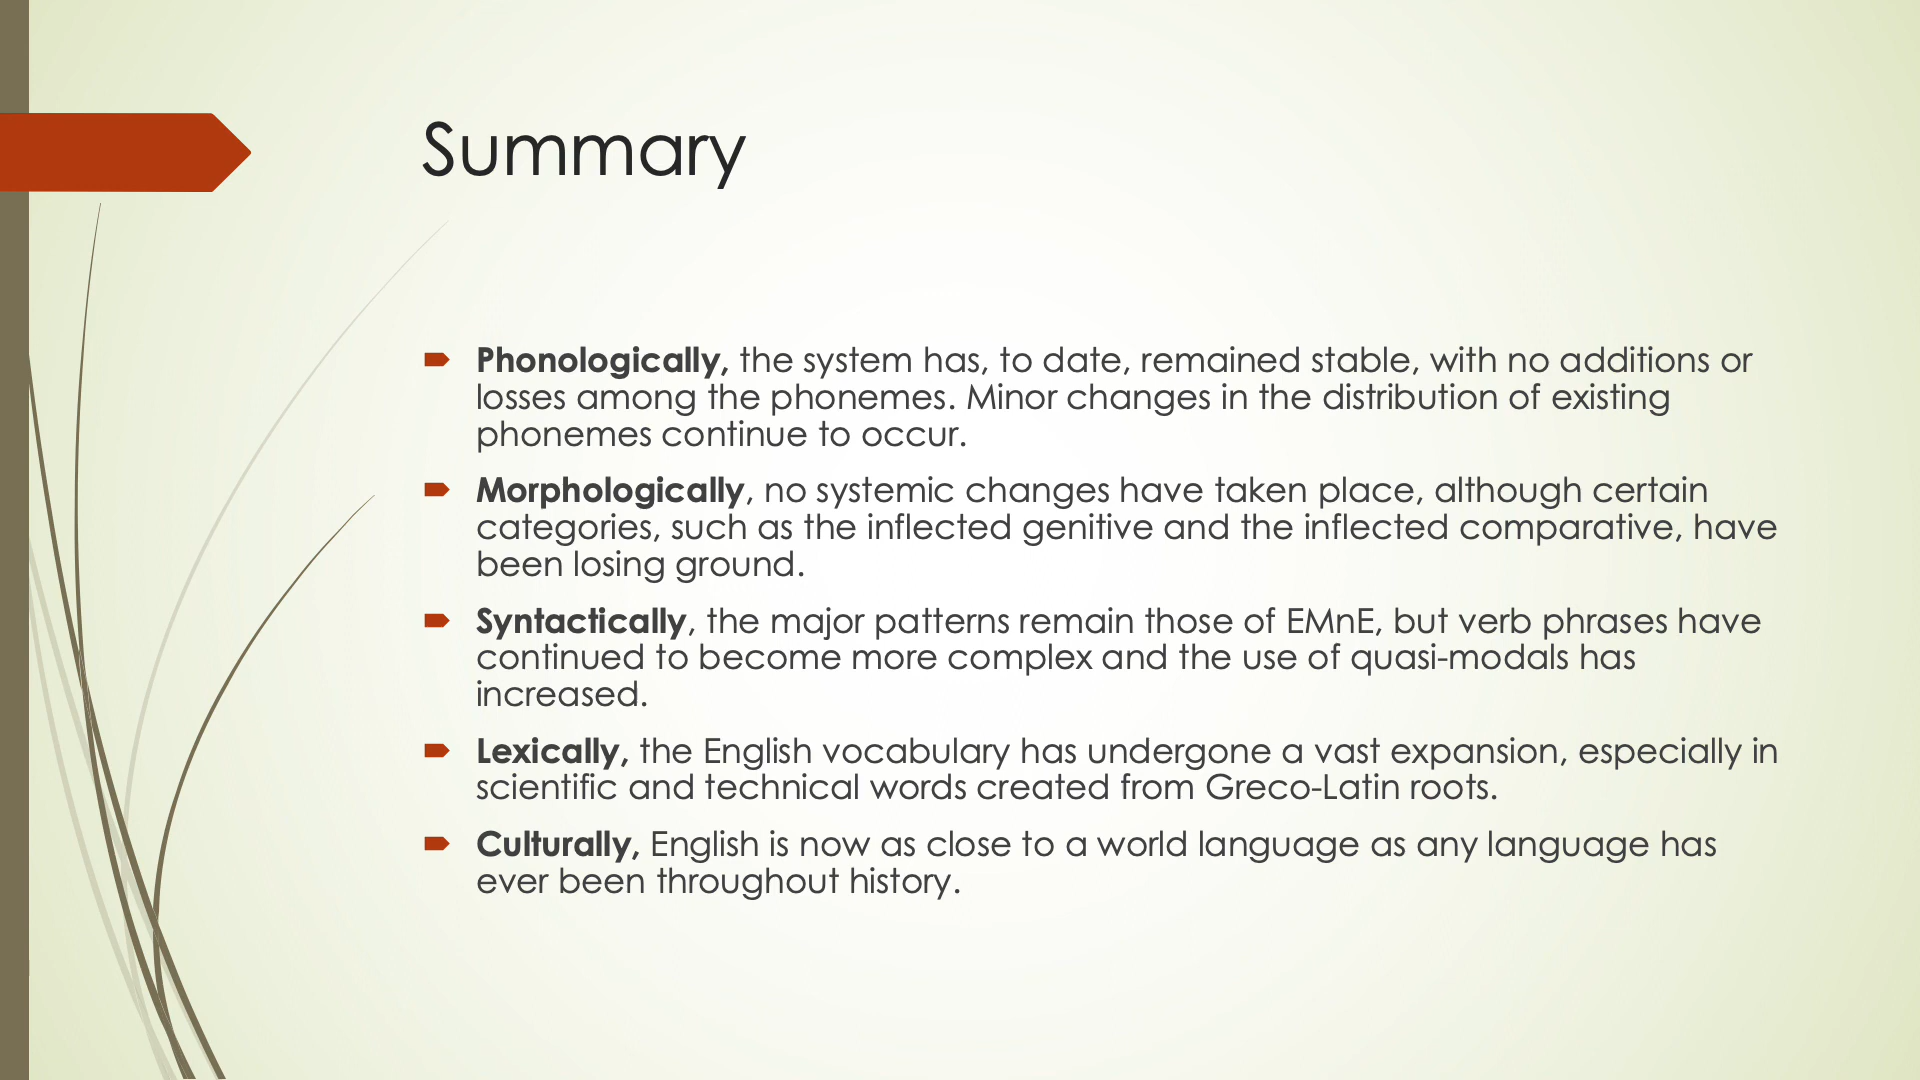 Summary
Phonologically, the system has, to date, remained stable, with no additions or
losses among the phonemes. Minor changes in the distribution of existing
phonemes continue to occur.
Morphologically, no systemic changes have taken place, although certain
categories, such as the inflected genitive and the inflected comparative, have
been losing ground.
Syntactically, the major patterns remain those of EMnE, but verb phrases have
continued to become more complex and the use of quasi-modals has
increased.
Lexically, the English vocabulary has undergone a vast expansion, especially in
scientific and technical words created from Greco-Latin roots.
Culturally, English is now as close to a world language as any language has
ever been throughout history.